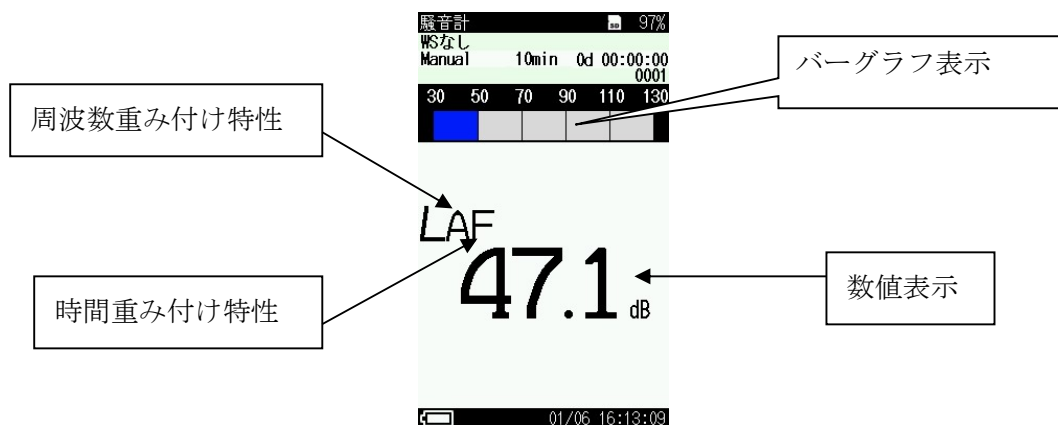 騒音計 SD 97%
WSなし
Manual 10min 0d 00:00:00
0001
30 50 70 90 110 130
バーグラフ表示
周波数重み付け特性
LAF
47.1 dB
数値表示
時間重み付け特性
01/06 16:13:09